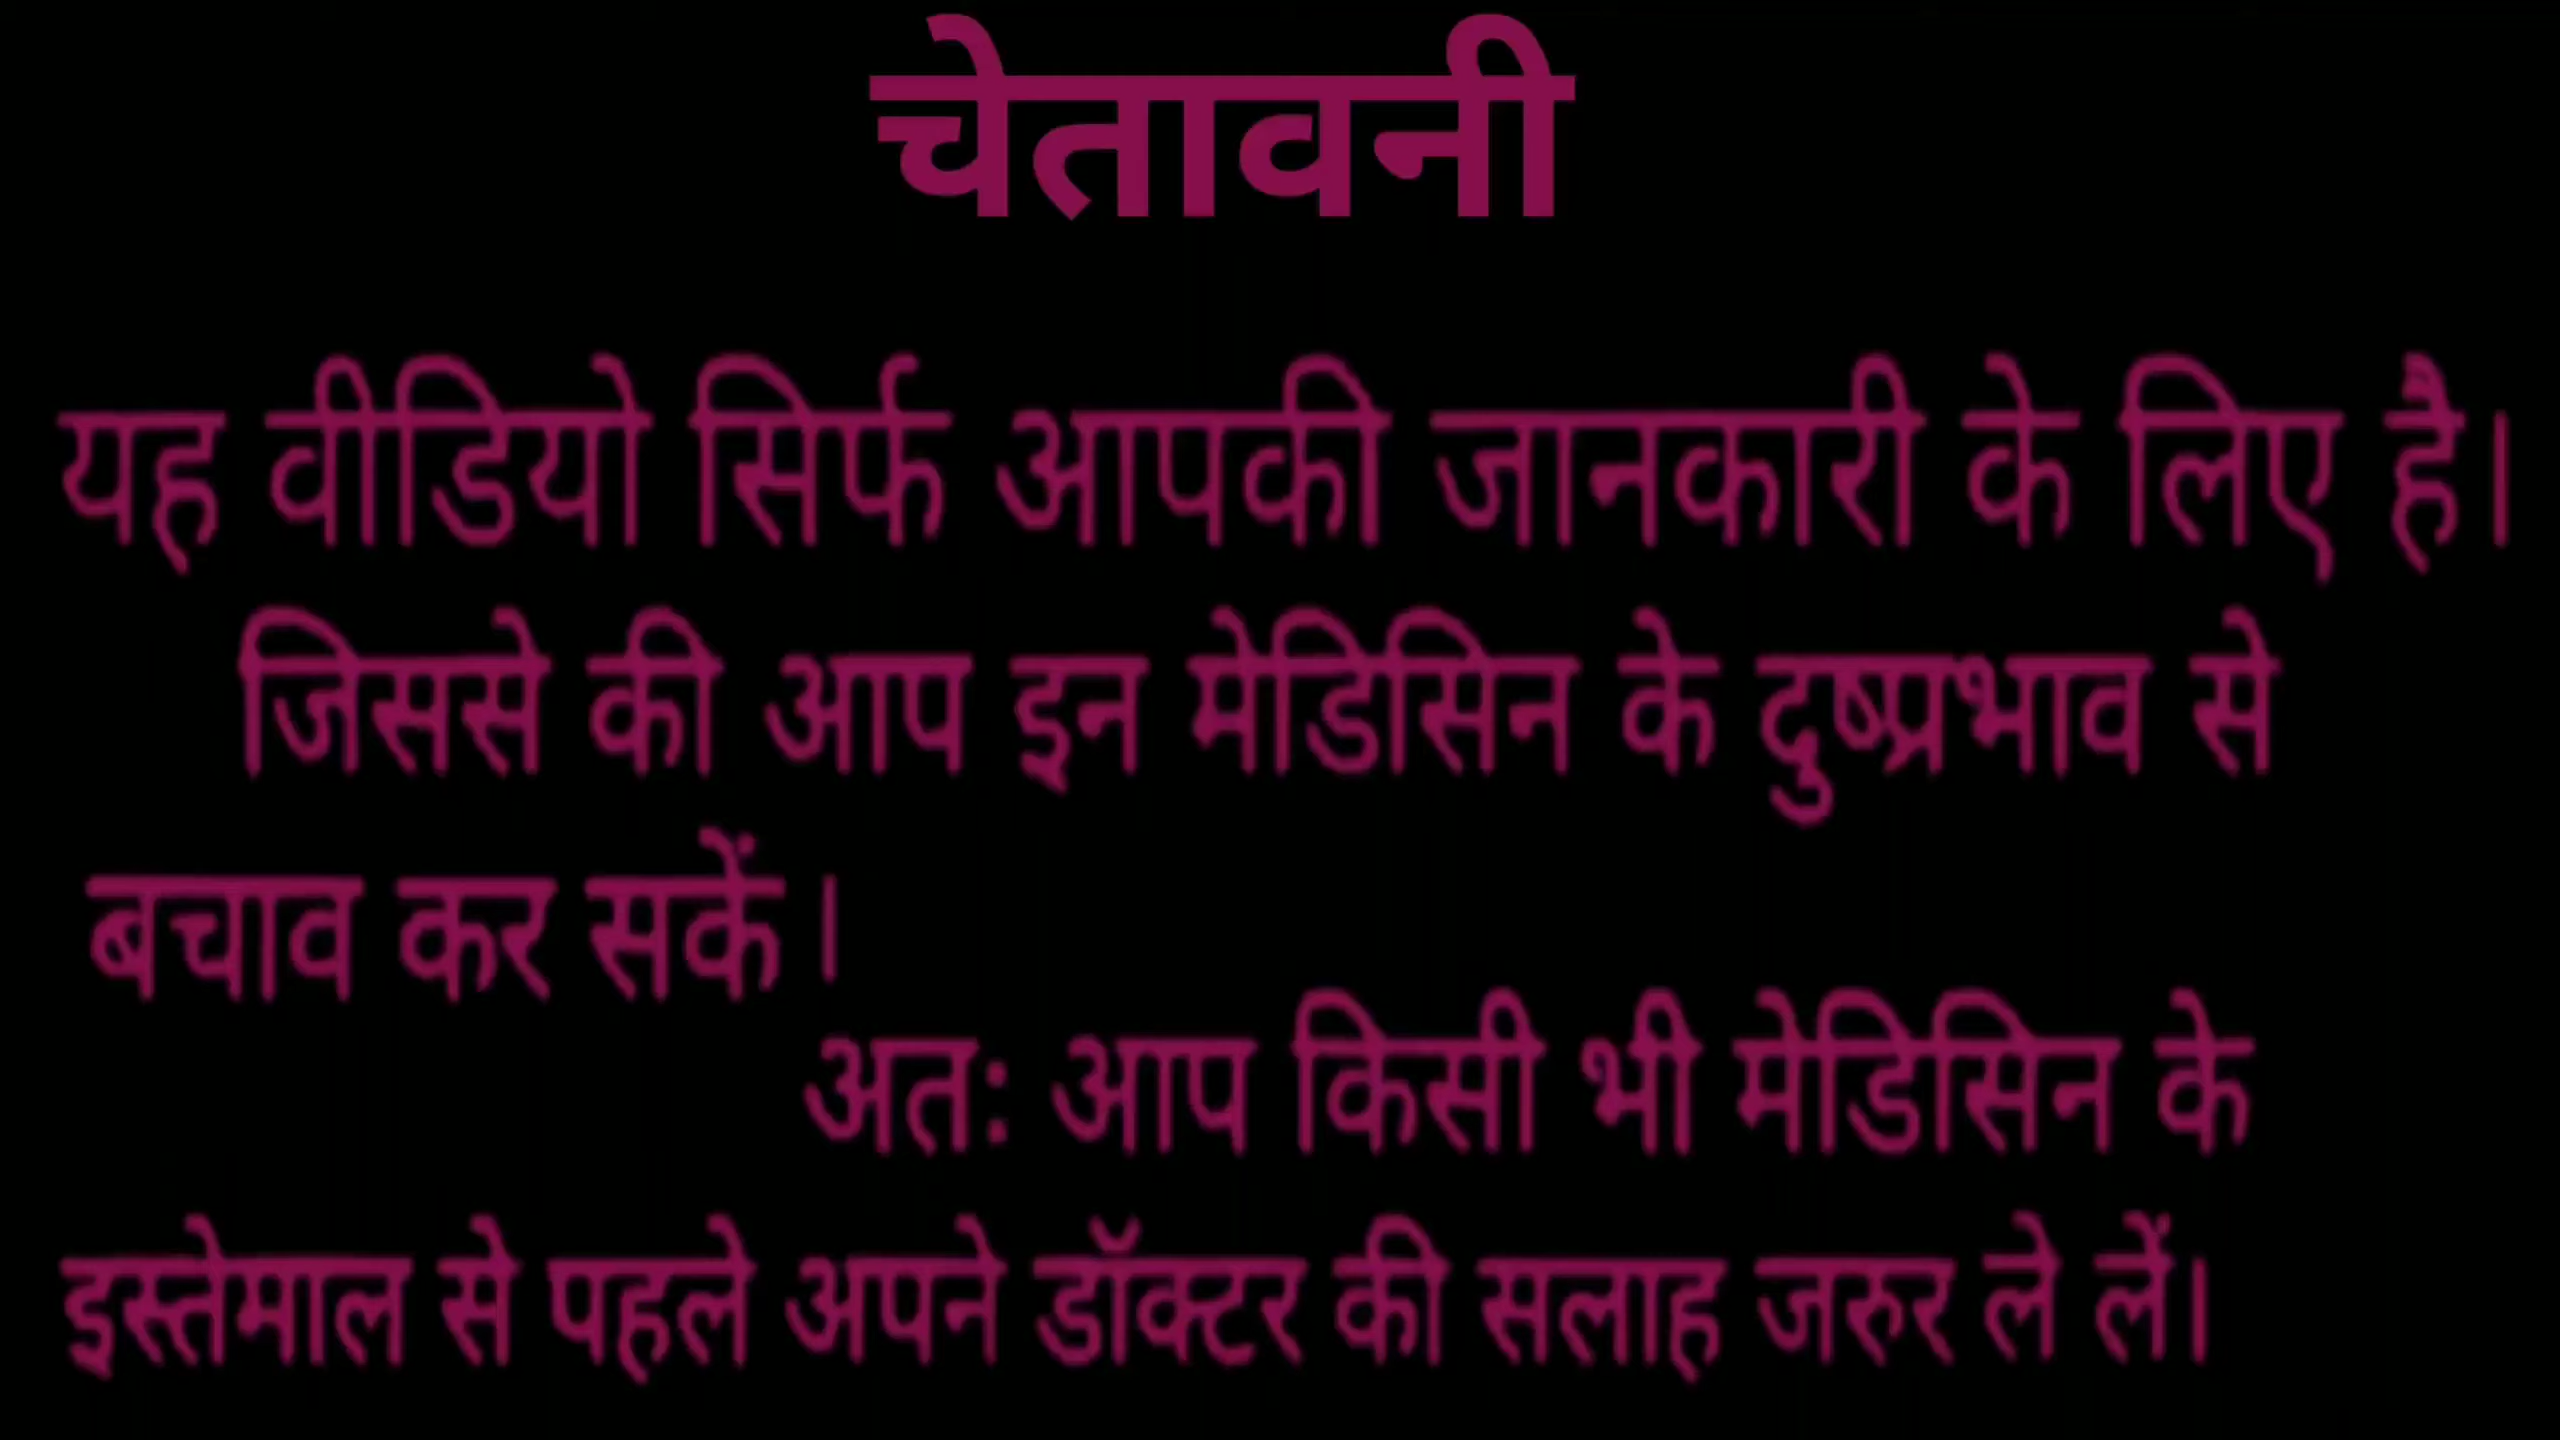 चेतावनी
यह वीडियो सिर्फ आपकी जानकारी के लिए है।
जिससे की आप इन मेडिसिन के दुष्प्रभाव से
बचाव कर सकें।
अतः आप किसी भी मेडिसिन के
इस्तेमाल से पहले अपने डॉक्टर की सलाह जरुर ले लें।